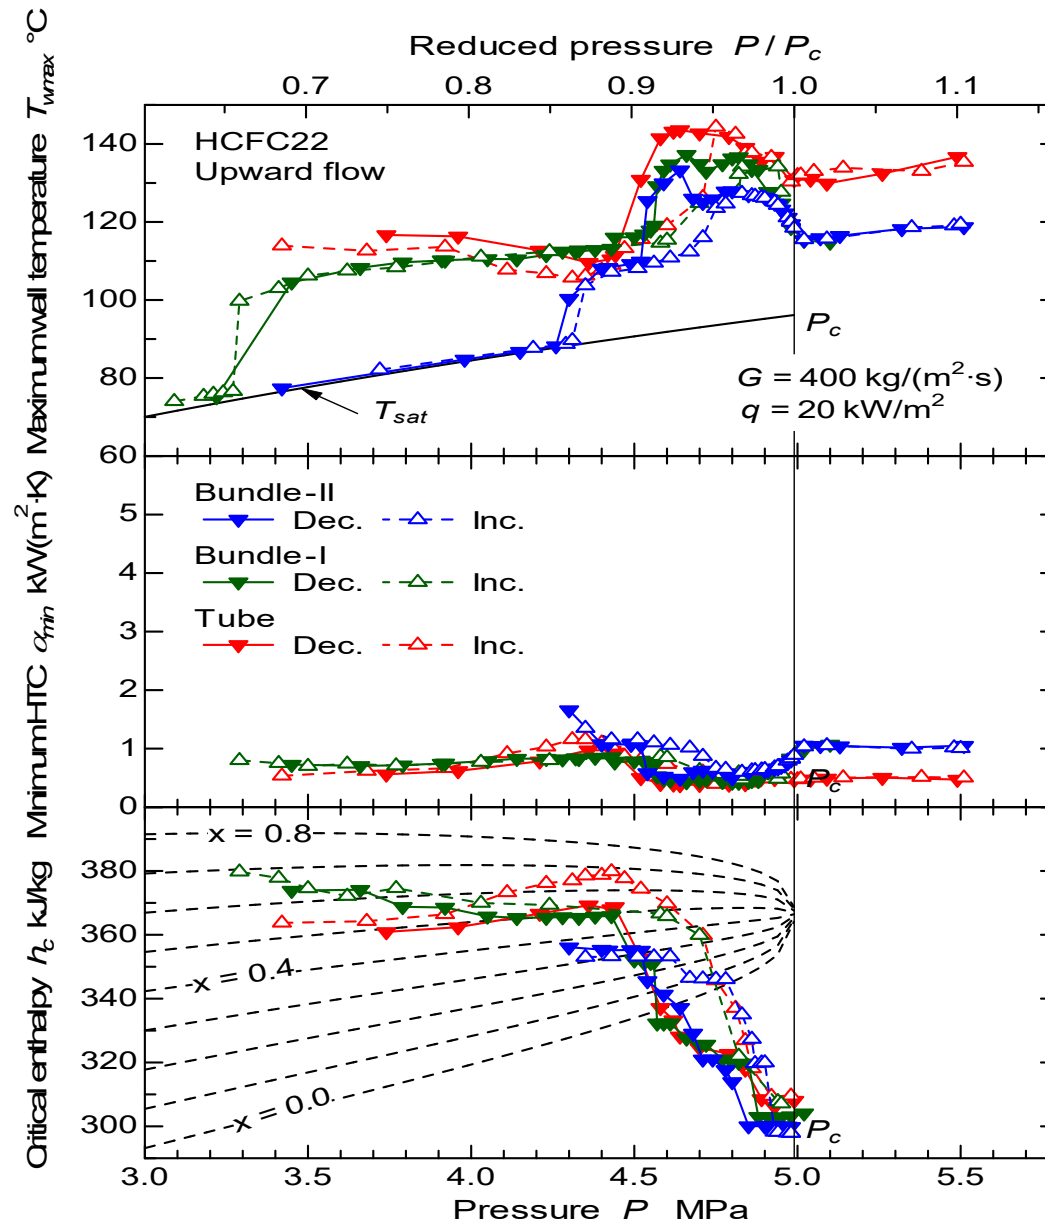 Reduced pressure P / Pc
0.7 0.8 0.9 1.0 1.1
Maximum wall temperature Twmax °C
140
120
100
80
60
HCFC22
Upward flow
Pc
G = 400 kg/(m²·s)
q = 20 kW/m²
Tsat
Minimum HTC αmin kW(m²·K)
5
4
3
2
1
0
Bundle-II
Dec. Inc.
Bundle-I
Dec. Inc.
Tube
Dec. Inc.
Pc
Critical enthalpy hc kJ/kg
380
360
340
320
300
x = 0.8
x = 0.4
x = 0.0
Pc
3.0 3.5 4.0 4.5 5.0 5.5
Pressure P MPa